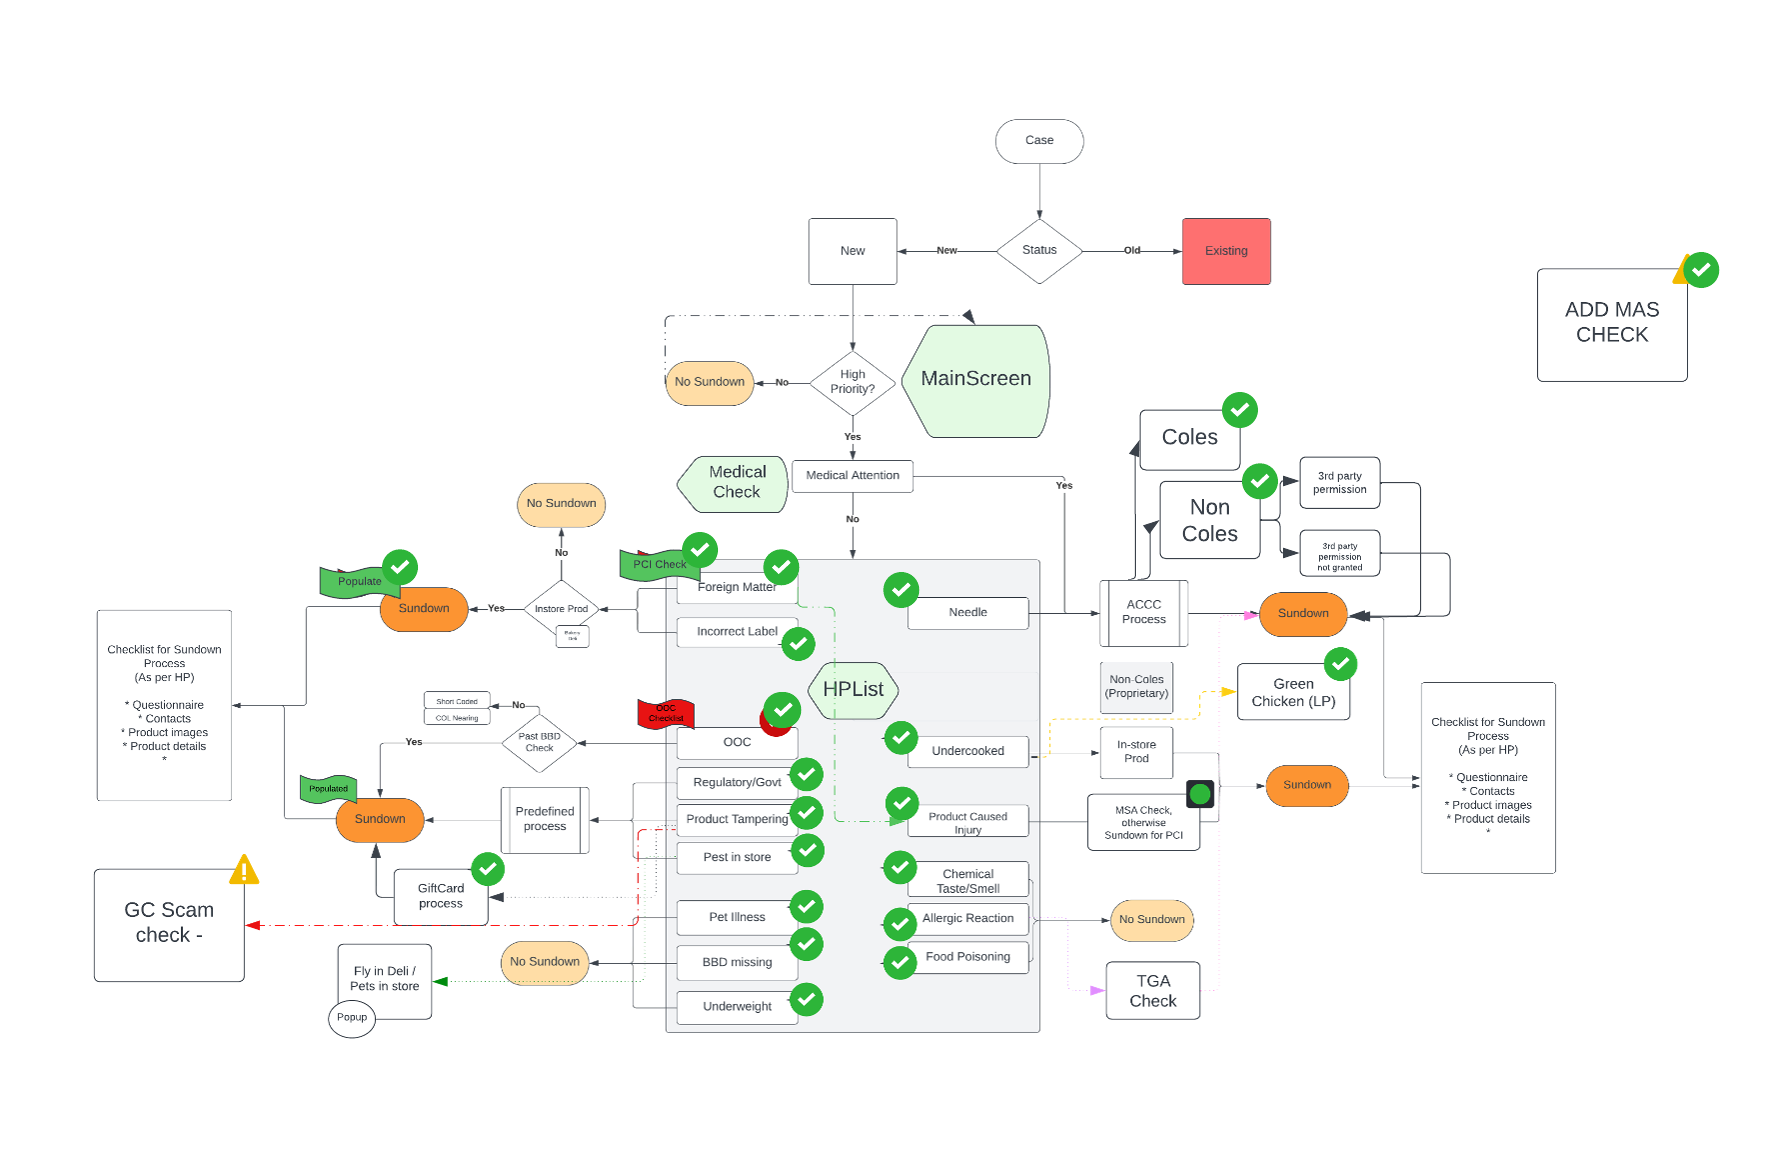 Case
New
New
Status
Old
Existing
ADD MAS
CHECK
No Sundown
No
High
Priority?
MainScreen
Yes
Coles
Medical
Check
Medical Attention
Yes
3rd party
permission
Non
Coles
No Sundown
No
No
3rd party
permission
not granted
PCI Check
Populate
Foreign Matter
Sundown
Yes
Instore Prod
Needle
ACCC
Process
Sundown
Incorrect Label
Checklist for Sundown
Process
(As per HP)
* Questionnaire
* Contacts
* Product images
* Product details
*
HPList
Non-Coles
(Proprietary)
Green
Chicken (LP)
Short Coded
COL Nearing
No
OOC
Checklist
Past BBD
Check
Yes
OOC
Undercooked
In-store
Prod
Checklist for Sundown
Process
(As per HP)
* Questionnaire
* Contacts
* Product images
* Product details
*
Populated
Regulatory/Govt
Sundown
Sundown
Predefined
process
Product Tampering
Product Caused
Injury
MSA Check,
otherwise
Sundown for PCI
Pest in store
GiftCard
process
Chemical
Taste/Smell
GC Scam
check -
Pet Illness
Allergic Reaction
No Sundown
No Sundown
BBD missing
Food Poisoning
Fly in Deli /
Pets in store
Popup
Underweight
TGA
Check